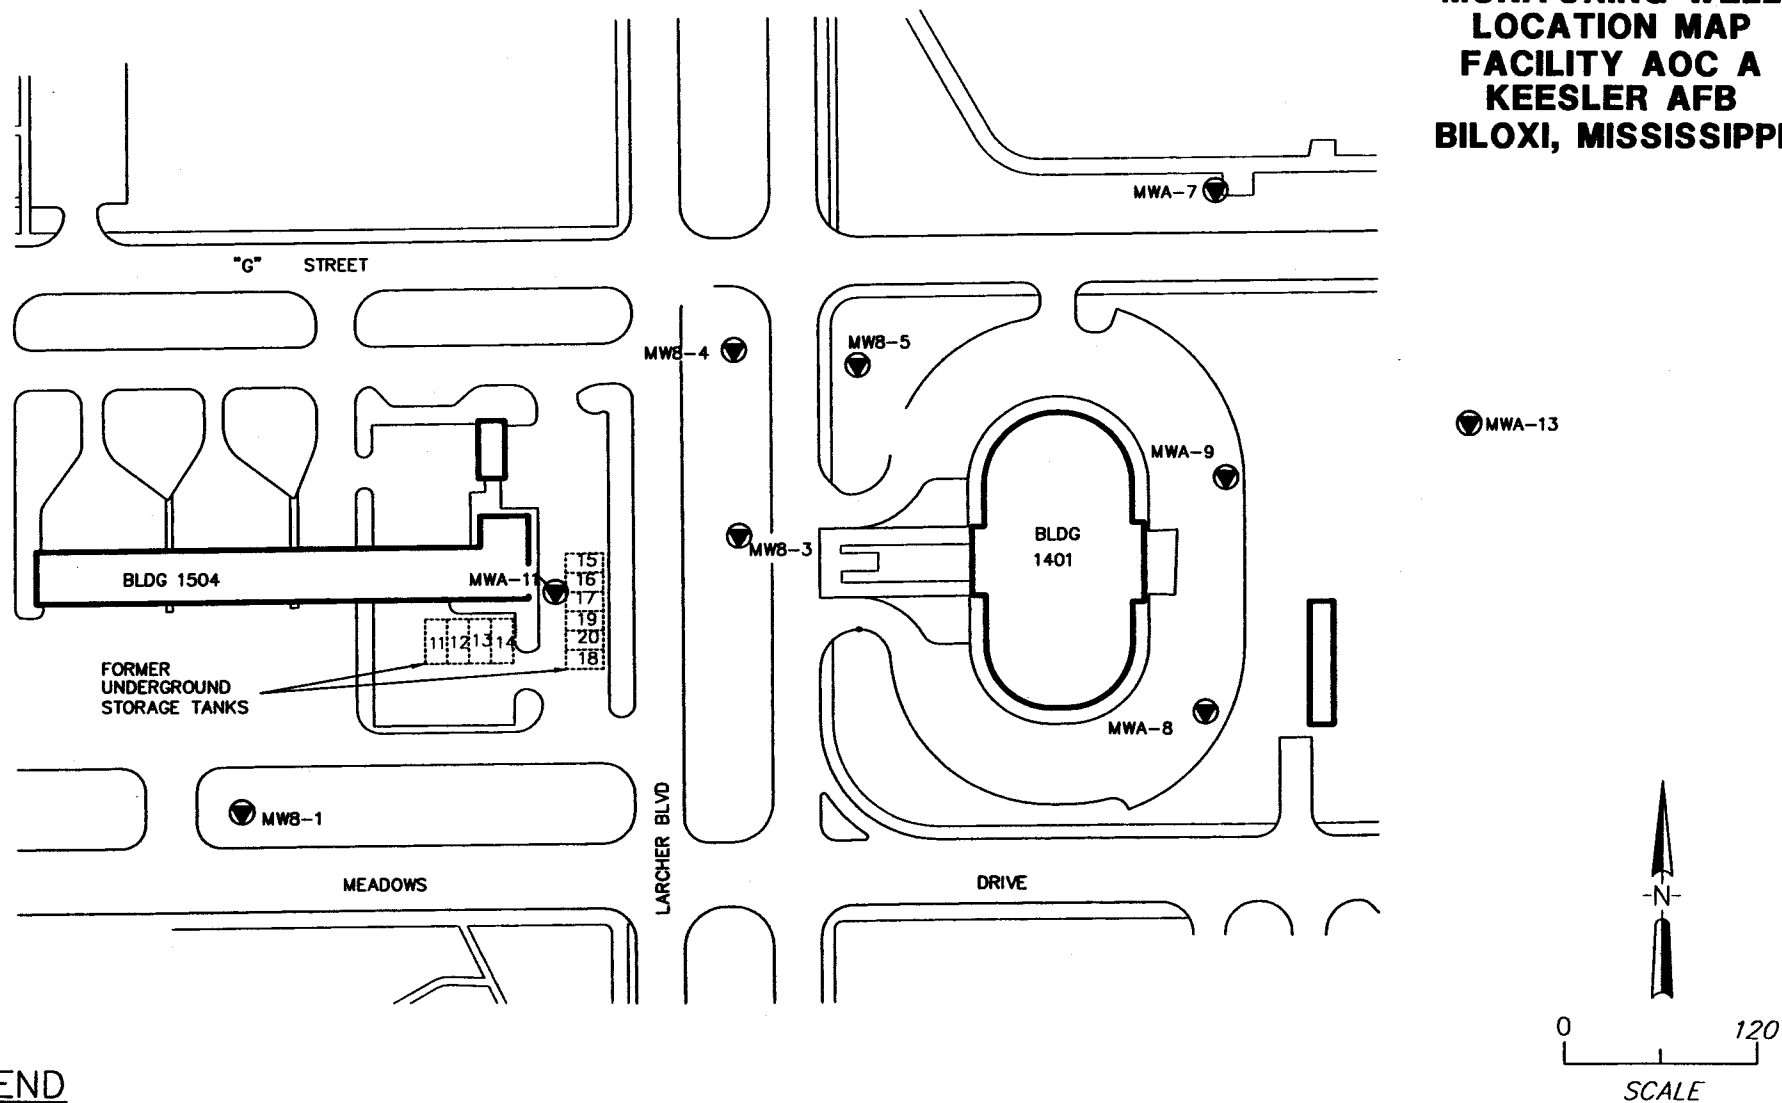 LOCATION MAP
FACILITY AOC A
KEESLER AFB
BILOXI, MISSISSIPPI
MWA-7
"G" STREET
MW8-4
MW8-5
MWA-13
MWA-9
MW8-3
BLDG
1401
BLDG 1504
MWA-11
15
16
17
19
20
18
11 12 13 14
FORMER
UNDERGROUND
STORAGE TANKS
MWA-8
MW8-1
LARCHER BLVD
MEADOWS DRIVE
-N-
0 120
SCALE
END